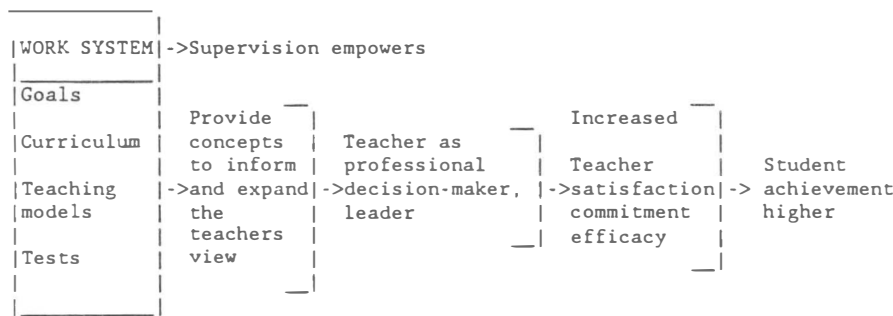 WORK SYSTEM
->Supervision empowers
Goals
Curriculum
Teaching
models
Tests
Provide
concepts
to inform
->and expand
the
teachers
view
Teacher as
professional
->decision-maker,
leader
Increased
Teacher
->satisfaction
commitment
efficacy
Student
-> achievement
higher